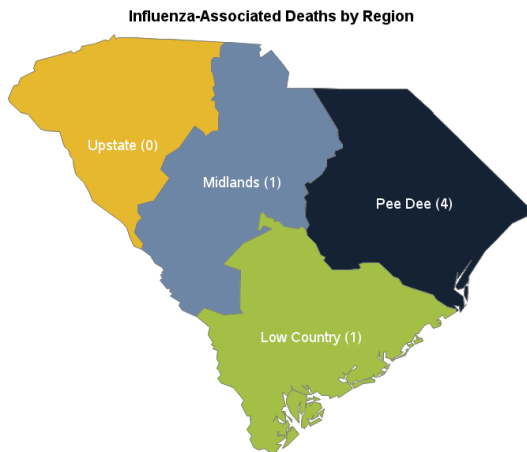 Influenza-Associated Deaths by Region
Upstate (0)
Midlands (1)
Pee Dee (4)
Low Country (1)